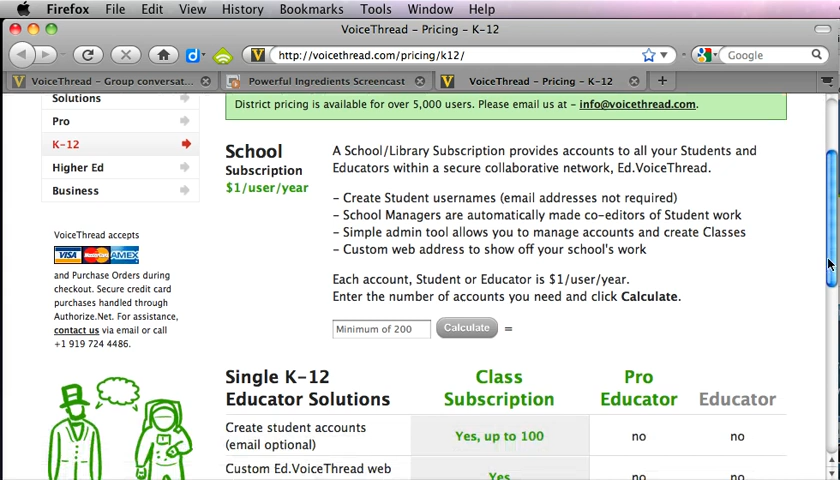 Firefox File Edit View History Bookmarks Tools Window Help
VoiceThread – Pricing – K–12
http://voicethread.com/pricing/k12/
Google
VoiceThread – Group conversat...
Powerful Ingredients Screencast
VoiceThread – Pricing – K–12
Solutions
Pro
K–12
Higher Ed
Business
VoiceThread accepts
VISA MasterCard AMEX
and Purchase Orders during
checkout. Secure credit card
purchases handled through
Authorize.Net. For assistance,
contact us via email or call
+1 919 724 4486.
District pricing is available for over 5,000 users. Please email us at – info@voicethread.com.
School
Subscription
$1/user/year
A School/Library Subscription provides accounts to all your Students and
Educators within a secure collaborative network, Ed.VoiceThread.
– Create Student usernames (email addresses not required)
– School Managers are automatically made co-editors of Student work
– Simple admin tool allows you to manage accounts and create Classes
– Custom web address to show off your school's work
Each account, Student or Educator is $1/user/year.
Enter the number of accounts you need and click Calculate.
Minimum of 200 Calculate =
Single K–12
Educator Solutions
Class
Subscription
Pro
Educator
Educator
Create student accounts
(email optional)
Yes, up to 100
no
no
Custom Ed.VoiceThread web
Yes
no
no